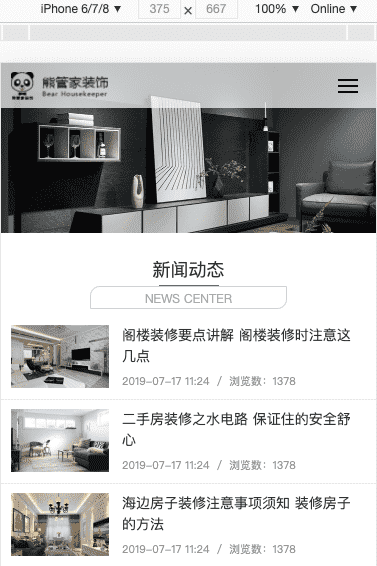 iPhone 6/7/8 ▼ 375 × 667 100% ▼ Online ▼
熊管家装饰
Bear Housekeeper
新闻动态
NEWS CENTER
阁楼装修要点讲解 阁楼装修时注意这
几点
2019-07-17 11:24 / 浏览数：1378
二手房装修之水电路 保证住的安全舒
心
2019-07-17 11:24 / 浏览数：1378
海边房子装修注意事项须知 装修房子
的方法
2019-07-17 11:24 / 浏览数：1378